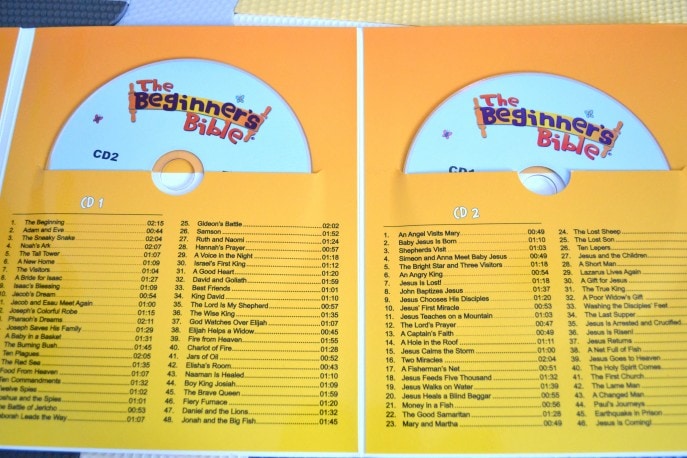 The
Beginner's
Bible
CD2
CD 1
1. The Beginning 02:15
2. Adam and Eve 00:44
3. The Sneaky Snake 02:04
4. Noah's Ark 02:07
5. The Tall Tower 01:07
6. A New Home 01:09
7. The Visitors 01:04
8. A Bride for Isaac 01:27
9. Isaac's Blessing 01:09
10. Jacob's Dream 00:54
Jacob and Esau Meet Again 01:00
Joseph's Colorful Robe 01:15
Pharaoh's Dreams 02:11
Joseph Saves His Family 01:29
A Baby in a Basket 01:31
The Burning Bush 01:45
Ten Plagues 02:05
The Red Sea 01:35
Food From Heaven 01:07
Ten Commandments 01:32
Twelve Spies 01:02
Joshua and the Spies 01:01
The Battle of Jericho 00:53
Deborah Leads the Way 01:07
25. Gideon's Battle 02:02
26. Samson 01:52
27. Ruth and Naomi 01:24
28. Hannah's Prayer 00:57
29. A Voice in the Night 01:18
30. Israel's First King 01:12
31. A Good Heart 01:20
32. David and Goliath 01:59
33. Best Friends 01:01
34. King David 01:10
35. The Lord Is My Shepherd 00:57
36. The Wise King 01:35
37. God Watches Over Elijah 01:07
38. Elijah Helps a Widow 00:45
39. Fire from Heaven 01:55
40. Chariot of Fire 01:28
41. Jars of Oil 00:52
42. Elisha's Room 00:43
43. Naaman Is Healed 01:10
44. Boy King Josiah 01:09
45. The Brave Queen 01:59
46. Fiery Furnace 01:20
47. Daniel and the Lions 01:32
48. Jonah and the Big Fish 01:45
The
Beginner's
Bible
CD 2
1. An Angel Visits Mary 00:49
2. Baby Jesus Is Born 01:10
3. Shepherds Visit 01:03
4. Simeon and Anna Meet Baby Jesus 00:49
5. The Bright Star and Three Visitors 01:18
6. An Angry King 00:54
7. Jesus Is Lost! 01:18
8. John Baptizes Jesus 01:37
9. Jesus Chooses His Disciples 01:00
10. Jesus' First Miracle 00:53
11. Jesus Teaches on a Mountain 01:03
12. The Lord's Prayer 00:47
13. A Captain's Faith 00:49
14. A Hole in the Roof 01:11
15. Jesus Calms the Storm 01:00
16. Two Miracles 02:04
17. A Fisherman's Net 00:51
18. Jesus Feeds Five Thousand 01:32
19. Jesus Walks on Water 01:39
20. Jesus Heals a Blind Beggar 00:55
21. Money in a Fish 00:56
22. The Good Samaritan 01:28
23. Mary and Martha 00:49
24. The Lost Sheep
25. The Lost Son
26. Ten Lepers
27. Jesus and the Children
28. A Short Man
29. Lazarus Lives Again
30. A Gift for Jesus
31. The True King
32. A Poor Widow's Gift
33. Washing the Disciples' Feet
34. The Last Supper
35. Jesus Is Arrested and Crucified
36. Jesus Is Risen!
37. Jesus Returns
38. A Net Full of Fish
39. Jesus Goes to Heaven
40. The Holy Spirit Comes
41. The First Church
42. The Lame Man
43. A Changed Man
44. Paul's Journeys
45. Earthquake in Prison
46. Jesus Is Coming!